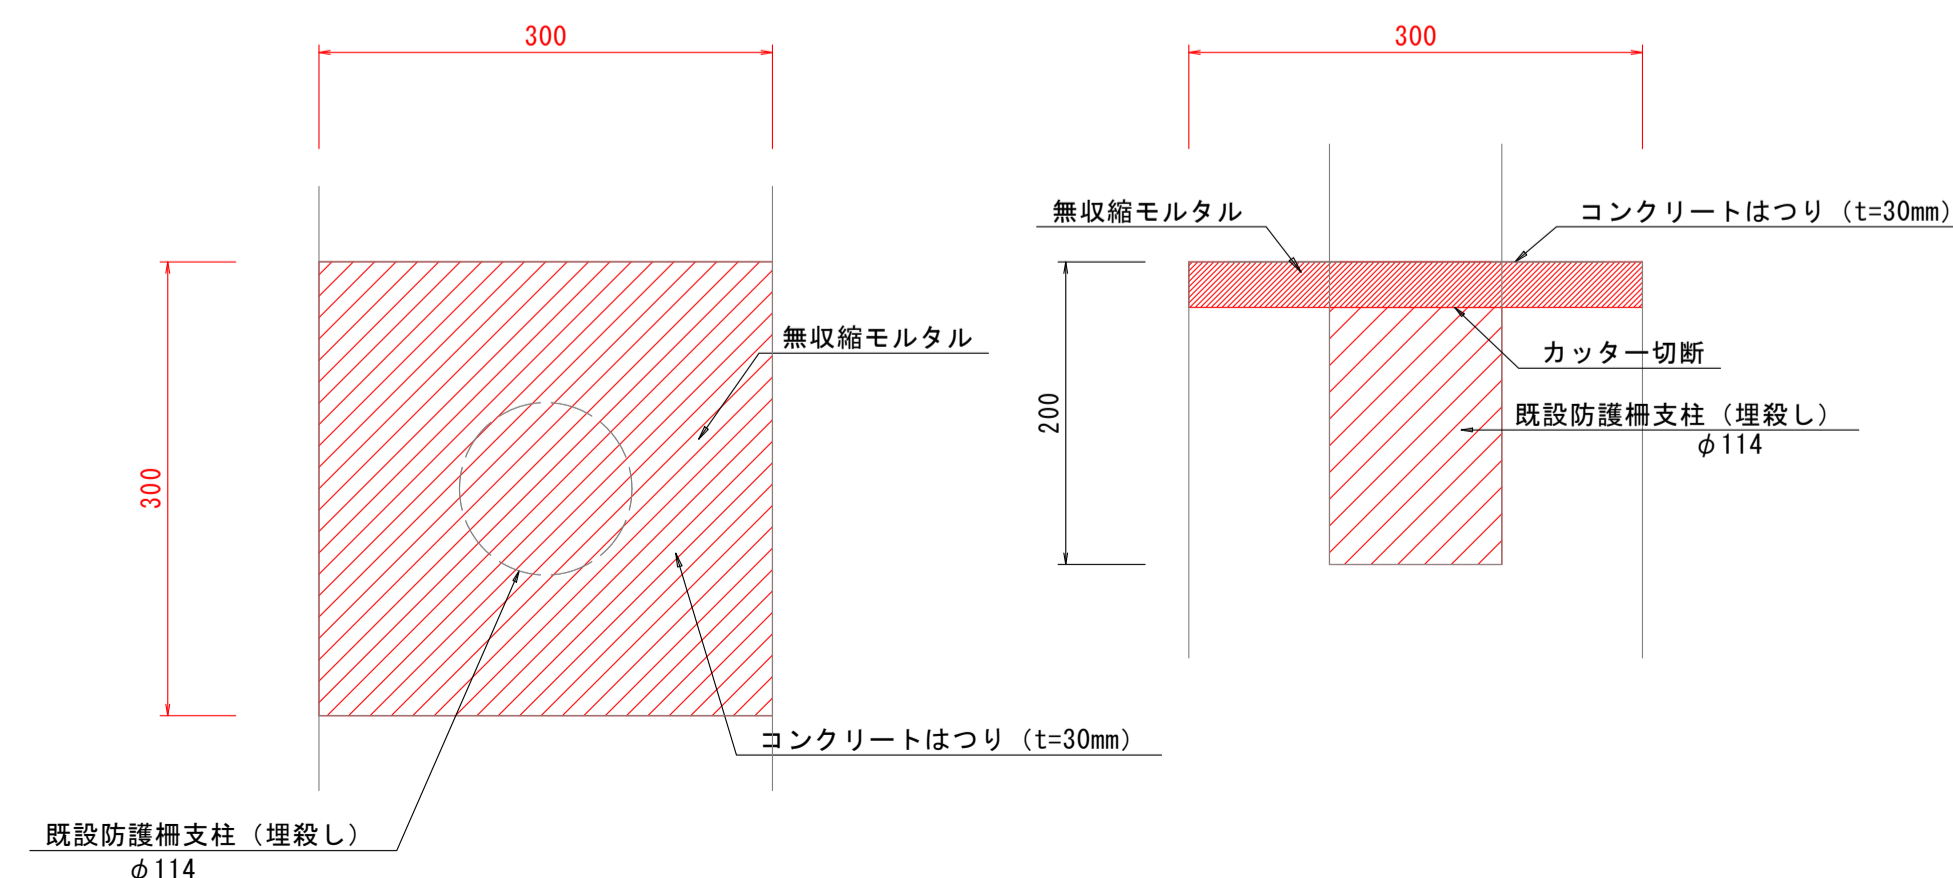 300
300
無収縮モルタル
コンクリートはつり（t=30mm）
無収縮モルタル
カッター切断
200
既設防護柵支柱（埋殺し）
φ114
300
コンクリートはつり（t=30mm）
既設防護柵支柱（埋殺し）
φ114